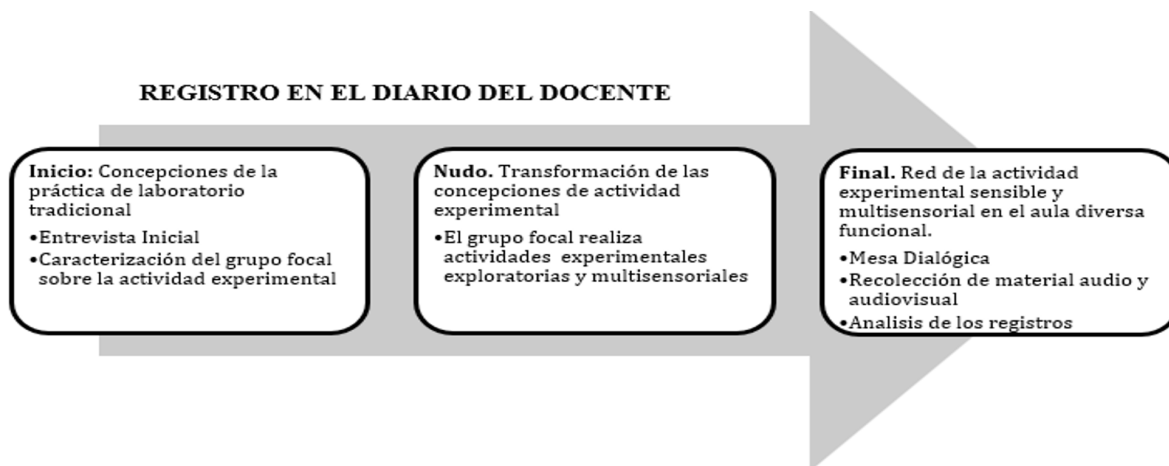 REGISTRO EN EL DIARIO DEL DOCENTE
Inicio: Concepciones de la
práctica de laboratorio
tradicional
•Entrevista Inicial
•Caracterización del grupo focal
sobre la actividad experimental
Nudo. Transformación de las
concepciones de actividad
experimental
•El grupo focal realiza
actividades experimentales
exploratorias y multisensoriales
Final. Red de la actividad
experimental sensible y
multisensorial en el aula diversa
funcional.
•Mesa Dialógica
•Recolección de material audio y
audiovisual
•Analisis de los registros